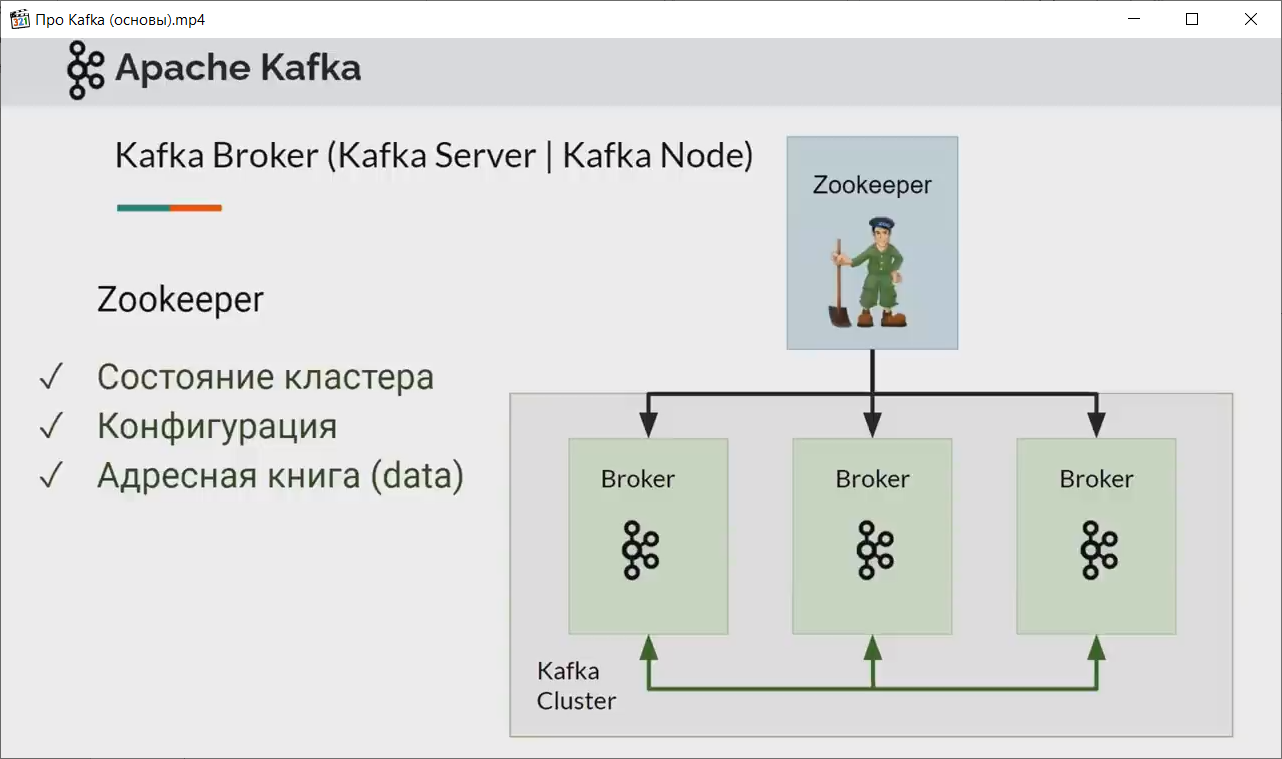 Про Kafka (основы).mp4
Apache Kafka
Kafka Broker (Kafka Server | Kafka Node)
Zookeeper
Zookeeper
✓ Состояние кластера
✓ Конфигурация
✓ Адресная книга (data)
Broker
Broker
Broker
Kafka
Cluster